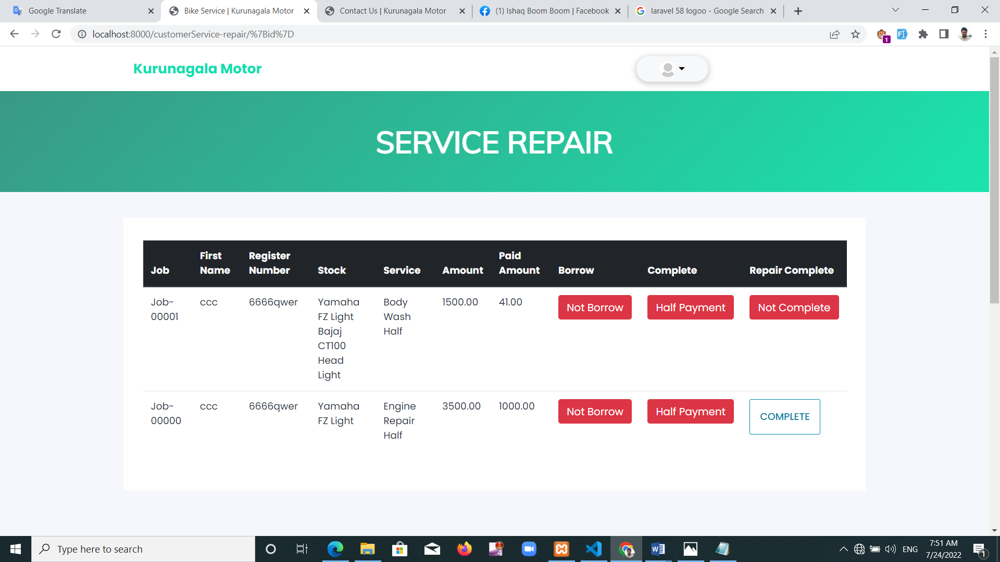 Google Translate
Bike Service | Kurunagala Motor
Contact Us | Kurunagala Motor
(1) Ishaq Boom Boom | Facebook
laravel 58 logoo - Google Search
localhost:8000/customerService-repair/%7Bid%7D
1
Kurunagala Motor
SERVICE REPAIR
Job First Name Register Number Stock Service Amount Paid Amount Borrow Complete Repair Complete
Job- ccc 6666qwer Yamaha Body 1500.00 41.00 Not Borrow Half Payment Not Complete
00001 FZ Light Wash
Bajaj Half
CT100
Head
Light
Job- ccc 6666qwer Yamaha Engine 3500.00 1000.00 Not Borrow Half Payment COMPLETE
00000 FZ Light Repair
Half
Type here to search
4
ENG
7:51 AM
7/24/2022
1